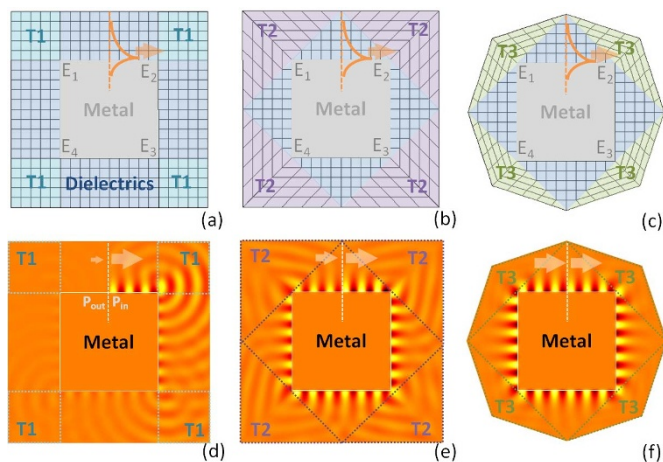 T1 T1
E1 E2
Metal
E4 E3
T1 Dielectrics T1
(a)
T2 T2
E1 E2
Metal
E4 E3
T2 T2
(b)
T3 T3
E1 E2
Metal
E4 E3
T3 T3
(c)
T1 T1
Pout Pin
Metal
T1 T1
(d)
T2 T2
Metal
T2 T2
(e)
T3 T3
Metal
T3 T3
(f)